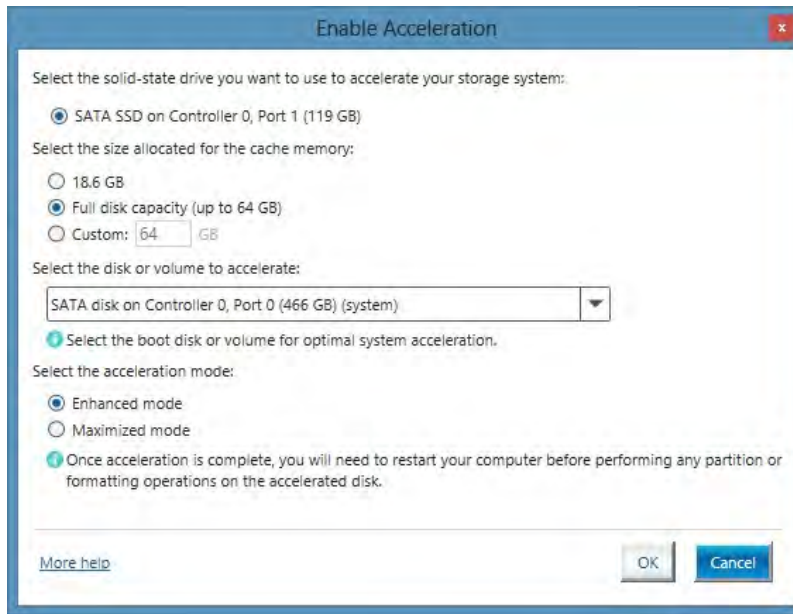 Enable Acceleration
x
Select the solid-state drive you want to use to accelerate your storage system:
SATA SSD on Controller 0, Port 1 (119 GB)
Select the size allocated for the cache memory:
18.6 GB
Full disk capacity (up to 64 GB)
Custom: 64 GB
Select the disk or volume to accelerate:
SATA disk on Controller 0, Port 0 (466 GB) (system)
Select the boot disk or volume for optimal system acceleration.
Select the acceleration mode:
Enhanced mode
Maximized mode
Once acceleration is complete, you will need to restart your computer before performing any partition or
formatting operations on the accelerated disk.
More help OK Cancel